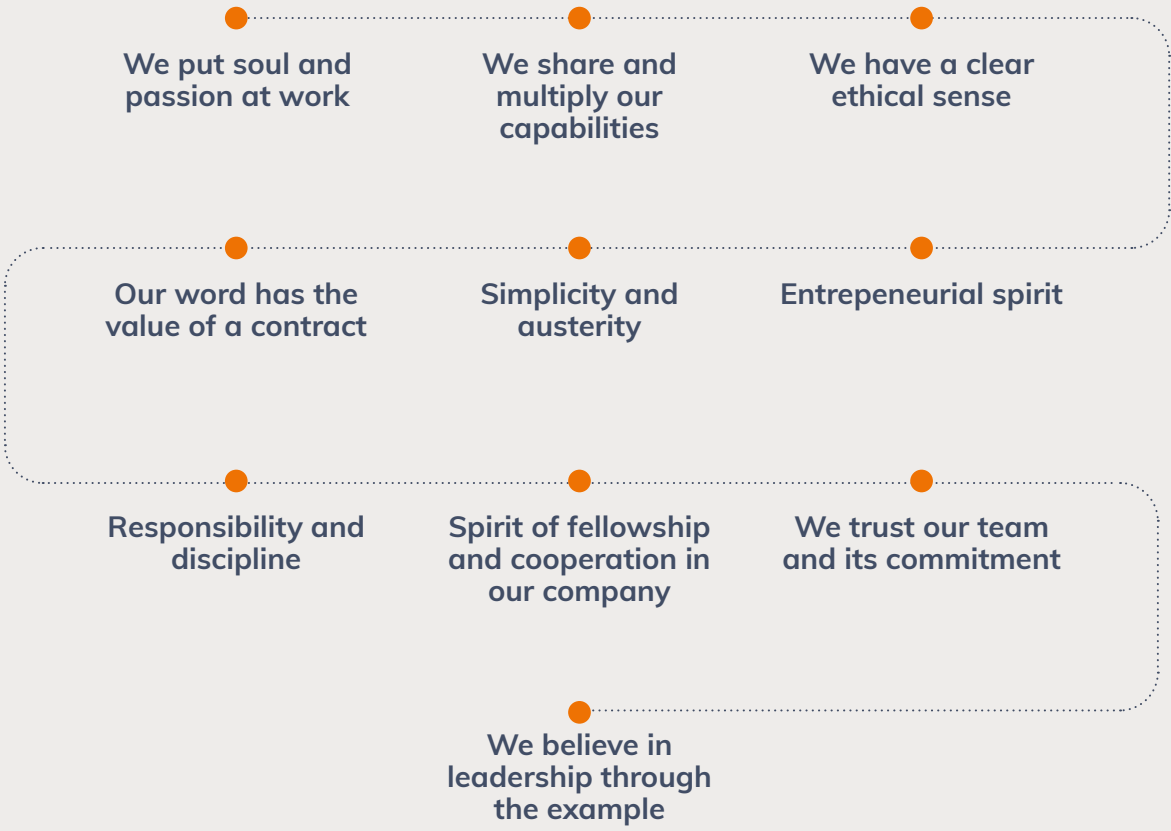 We put soul and
passion at work
We share and
multiply our
capabilities
We have a clear
ethical sense
Our word has the
value of a contract
Simplicity and
austerity
Entrepeneurial spirit
Responsibility and
discipline
Spirit of fellowship
and cooperation in
our company
We trust our team
and its commitment
We believe in
leadership through
the example